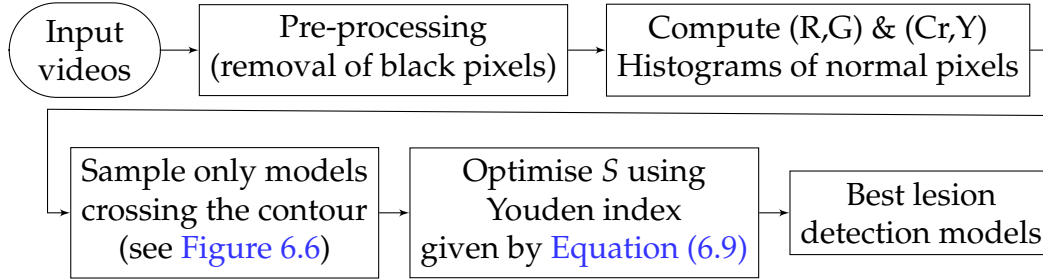 Input
videos
Pre-processing
(removal of black pixels)
Compute (R,G) & (Cr,Y)
Histograms of normal pixels
Sample only models
crossing the contour
(see Figure 6.6)
Optimise S using
Youden index
given by Equation (6.9)
Best lesion
detection models